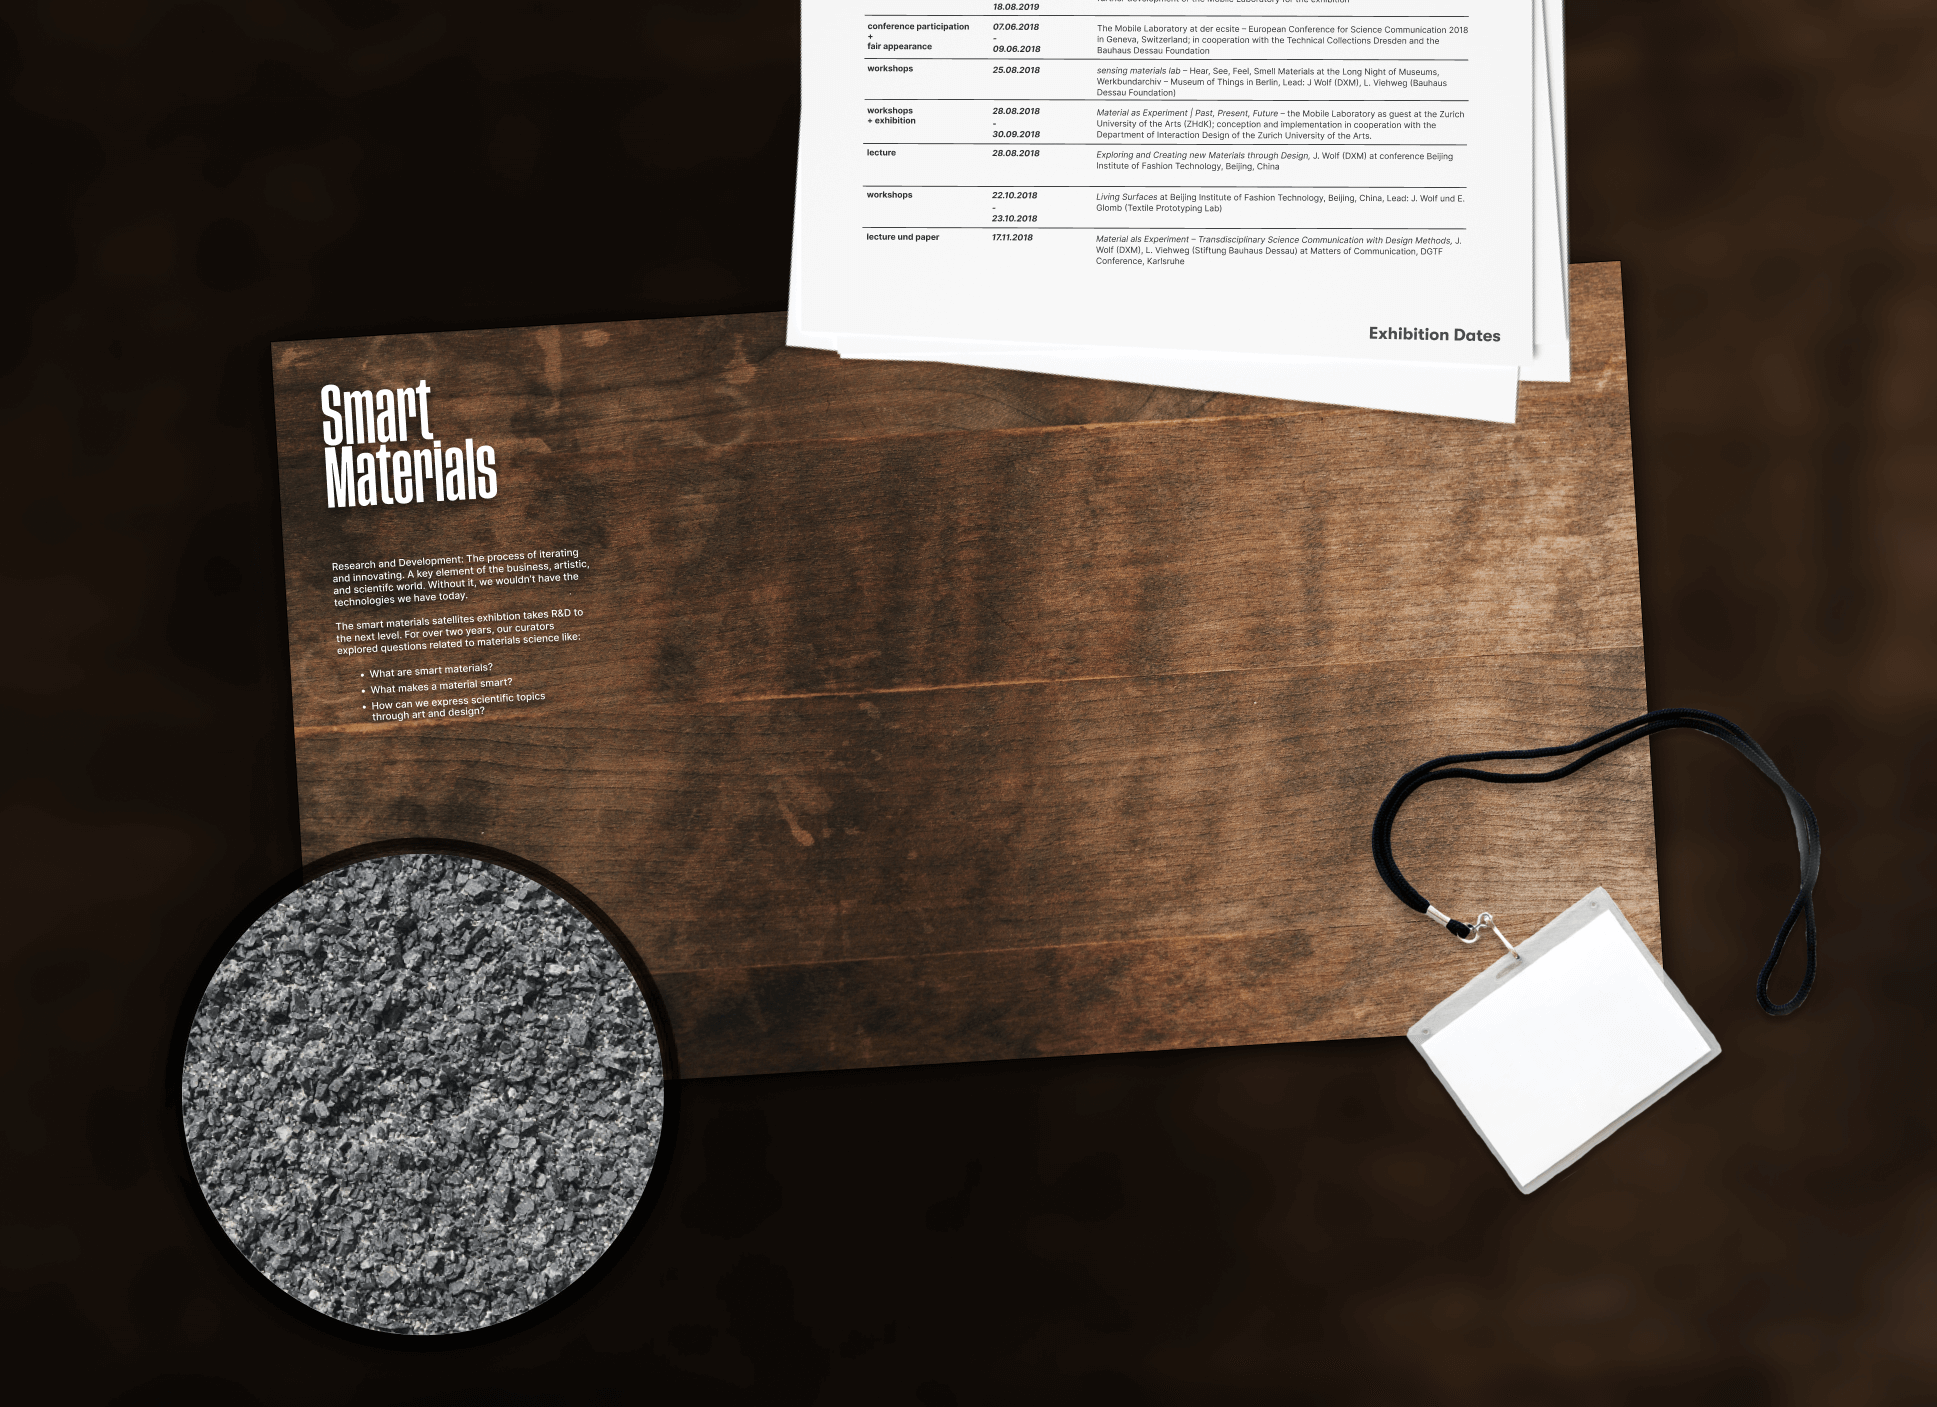 18.08.2019
conference participation
+
fair appearance
07.06.2018
-
09.06.2018
The Mobile Laboratory at der ecsite – European Conference for Science Communication 2018
in Geneva, Switzerland; in cooperation with the Technical Collections Dresden and the
Bauhaus Dessau Foundation
workshops
25.08.2018
sensing materials lab – Hear, See, Feel, Smell Materials at the Long Night of Museums,
Werkbundarchiv – Museum of Things in Berlin, Lead: J Wolf (DXM), L. Viehweg (Bauhaus
Dessau Foundation)
workshops
+ exhibition
28.08.2018
-
30.09.2018
Material as Experiment | Past, Present, Future – the Mobile Laboratory as guest at the Zurich
University of the Arts (ZHdK); conception and implementation in cooperation with the
Department of Interaction Design of the Zurich University of the Arts.
lecture
28.08.2018
Exploring and Creating new Materials through Design, J. Wolf (DXM) at conference Beijing
Institute of Fashion Technology, Beijing, China
workshops
22.10.2018
-
23.10.2018
Living Surfaces at Beijing Institute of Fashion Technology, Beijing, China, Lead: J. Wolf und E.
Glomb (Textile Prototyping Lab)
lecture und paper
17.11.2018
Material als Experiment – Transdisciplinary Science Communication with Design Methods, J.
Wolf (DXM), L. Viehweg (Stiftung Bauhaus Dessau) at Matters of Communication, DGTF
Conference, Karlsruhe
Exhibition Dates
Smart
Materials
Research and Development: The process of iterating
and innovating. A key element of the business, artistic,
and scientifc world. Without it, we wouldn't have the
technologies we have today.
The smart materials satellites exhibtion takes R&D to
the next level. For over two years, our curators
explored questions related to materials science like:
• What are smart materials?
• What makes a material smart?
• How can we express scientific topics
through art and design?